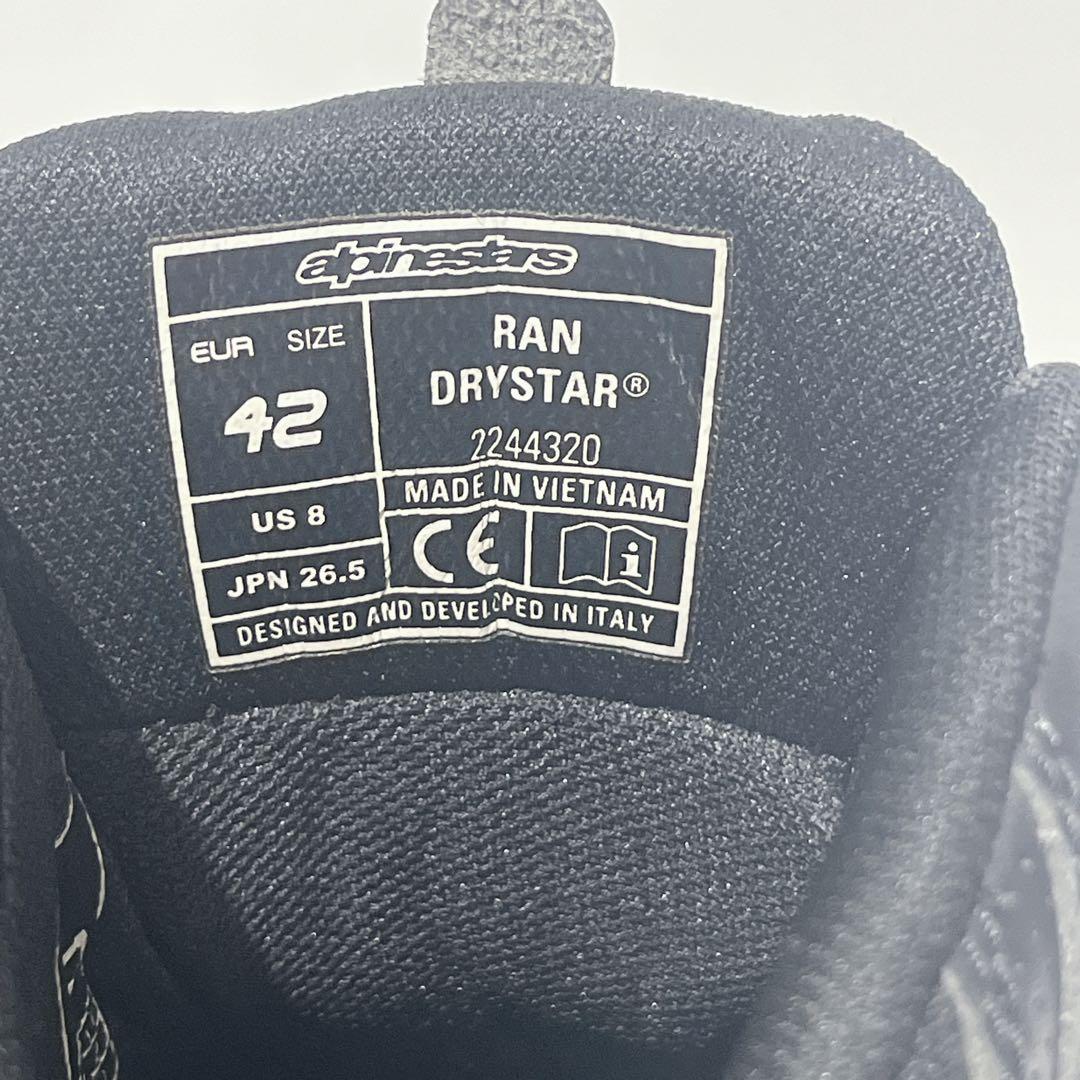 alpinestars
EUR SIZE
42
US 8
JPN 26.5
RAN
DRYSTAR®
2244320
MADE IN VIETNAM
CE
i
DESIGNED AND DEVELOPED IN ITALY